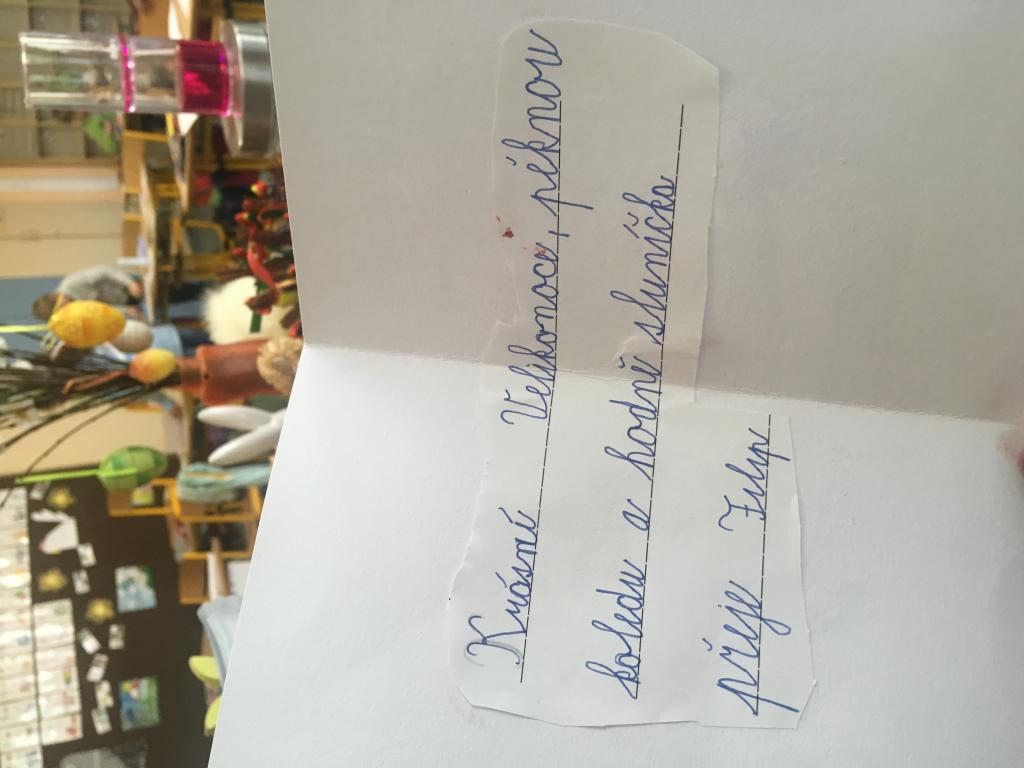 Krásné Velikonoce, pěknou
koledu a hodně sluníčka
přeje Filip